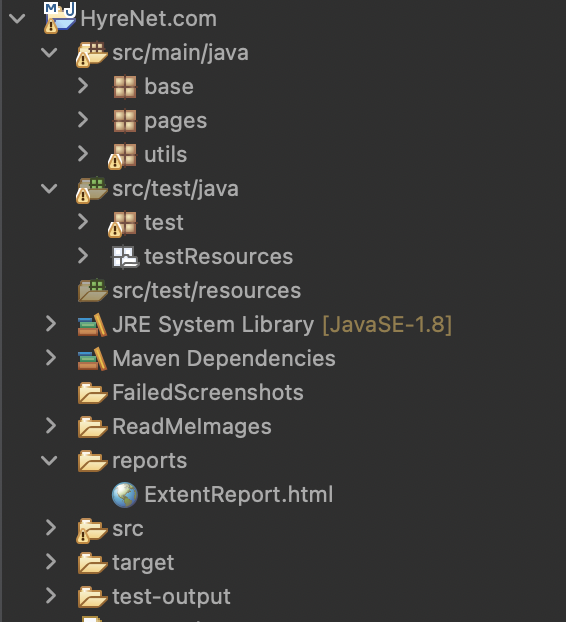 HyreNet.com
src/main/java
base
pages
utils
src/test/java
test
testResources
src/test/resources
JRE System Library [JavaSE-1.8]
Maven Dependencies
FailedScreenshots
ReadMeImages
reports
ExtentReport.html
src
target
test-output